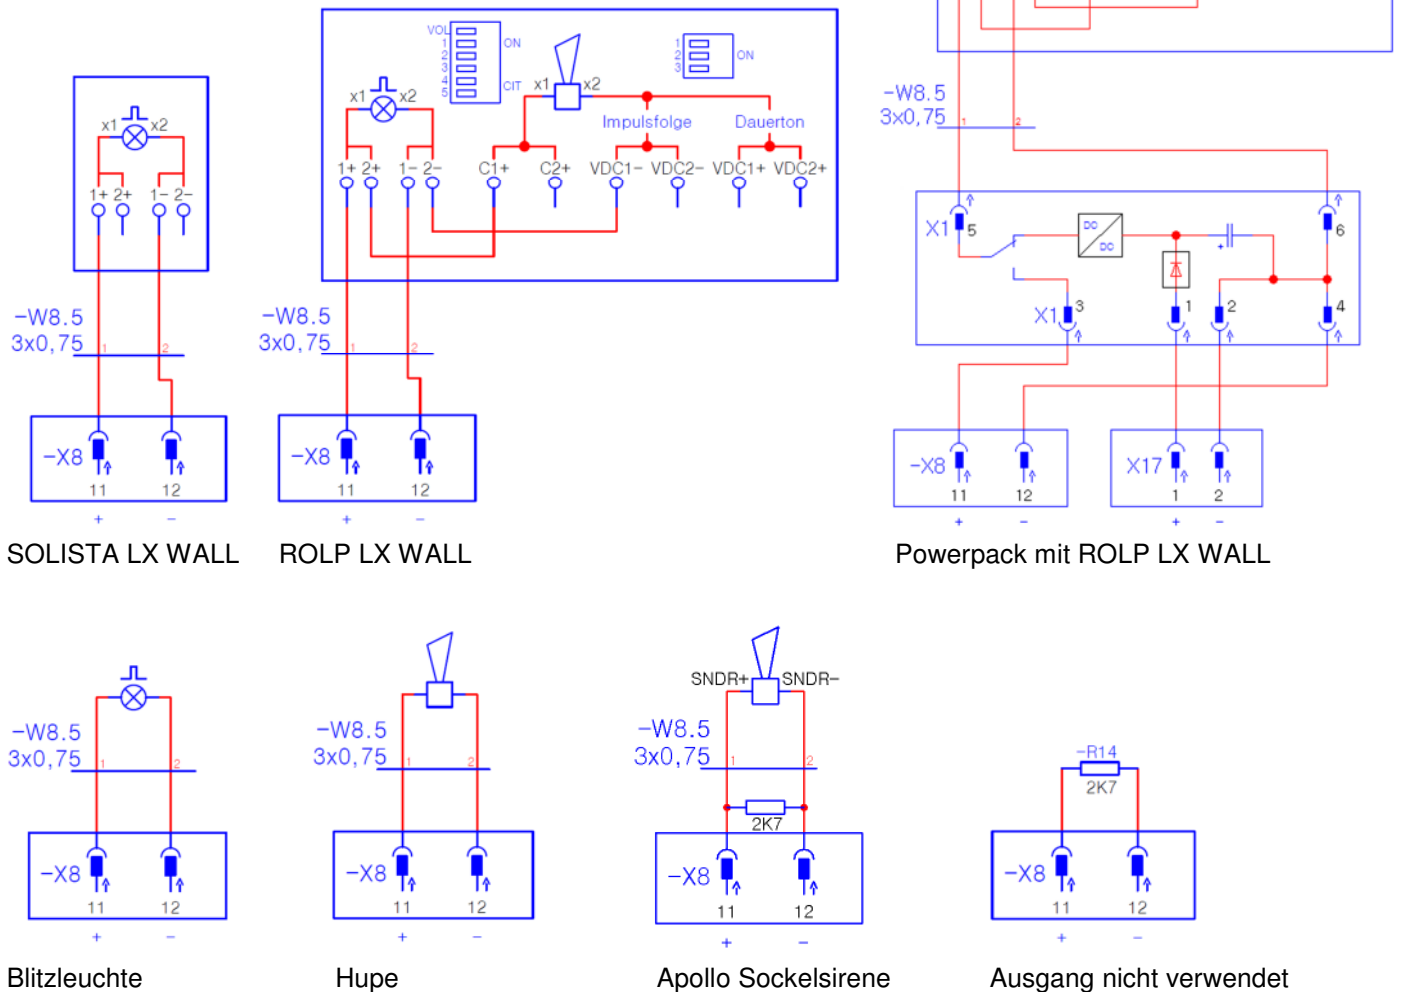 VOL
1
2
3
4
5
ON
CIT
x1 x2
1
2
3
ON
x1 x2
Impulsfolge
Dauerton
1+ 2+ 1- 2- C1+ C2+ VDC1- VDC2- VDC1+ VDC2+
x1 x2
1+ 2+ 1- 2-
-W8.5
3x0,75
1 2
-W8.5
3x0,75
1 2
-X8
11 12
+ -
-X8
11 12
+ -
-W8.5
3x0,75
1 2
X1
5
DC
DC
+
6
X1
3
1
2
4
-X8
11 12
+ -
X17
1 2
+ -
SOLISTA LX WALL
ROLP LX WALL
Powerpack mit ROLP LX WALL
-W8.5
3x0,75
1 2
-X8
11 12
+ -
Blitzleuchte
-W8.5
3x0,75
1 2
-X8
11 12
+ -
Hupe
SNDR+ SNDR-
-W8.5
3x0,75
1 2
2K7
-X8
11 12
+ -
Apollo Sockelsirene
-R14
2K7
-X8
11 12
+ -
Ausgang nicht verwendet